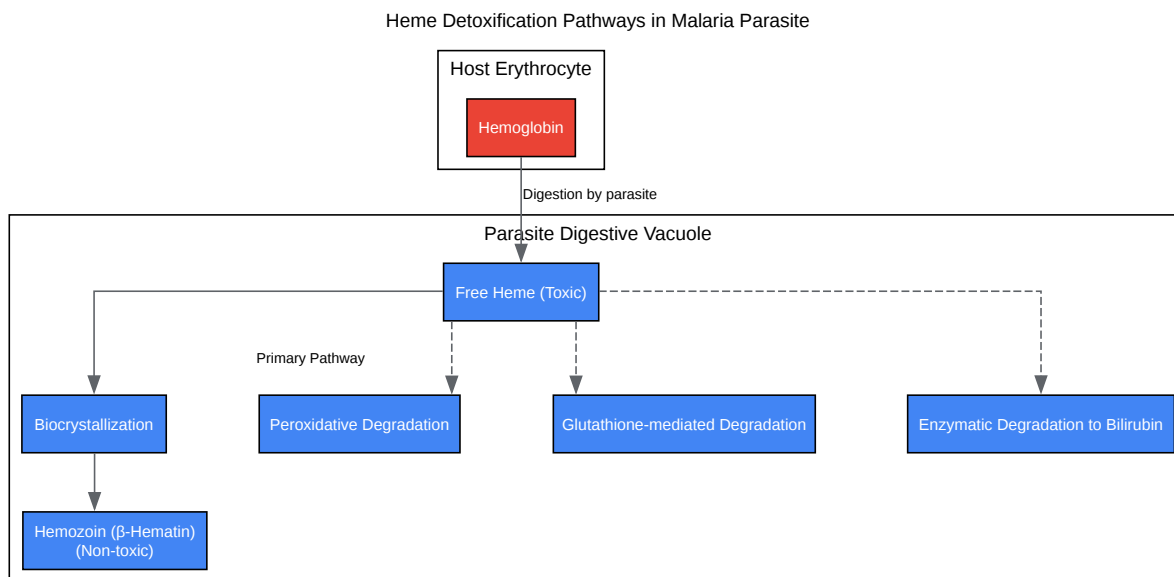 Heme Detoxification Pathways in Malaria Parasite
Host Erythrocyte
Hemoglobin
Digestion by parasite
Parasite Digestive Vacuole
Free Heme (Toxic)
Primary Pathway
Biocrystallization
Peroxidative Degradation
Glutathione-mediated Degradation
Enzymatic Degradation to Bilirubin
Hemozoin (β-Hematin)
(Non-toxic)